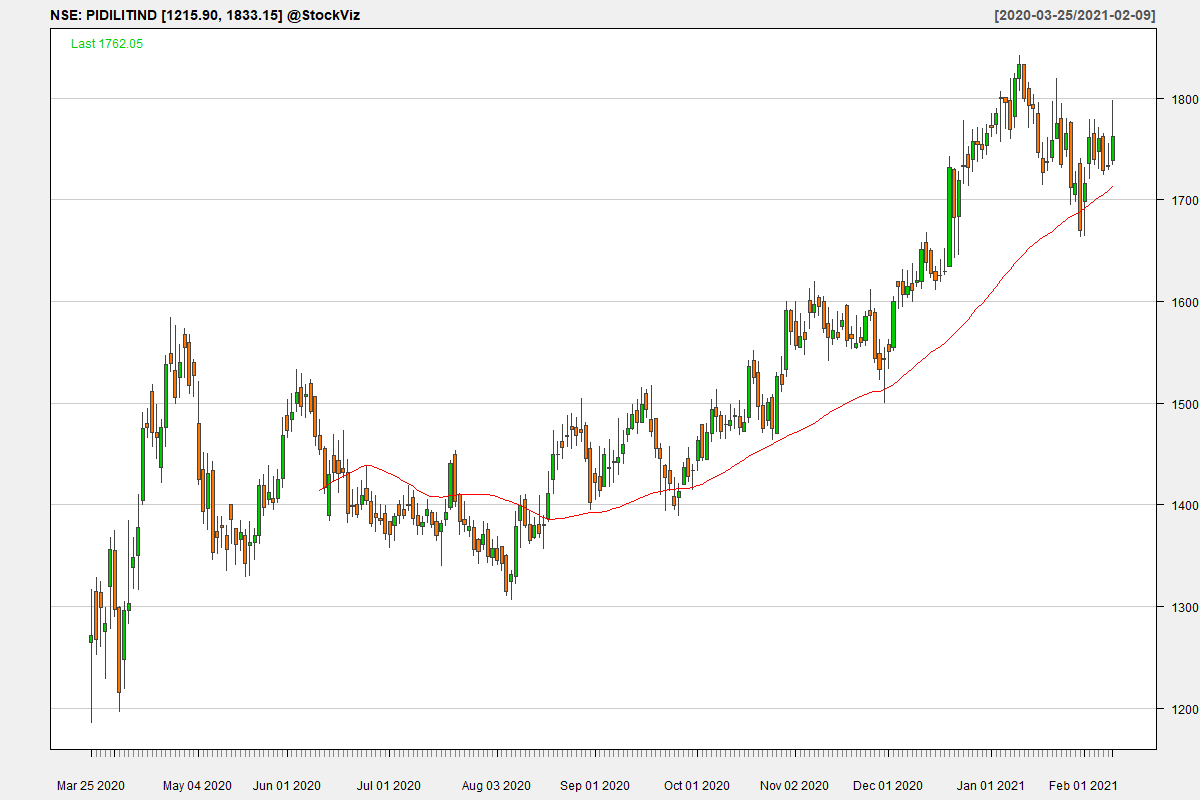 NSE: PIDILITIND [1215.90, 1833.15] @StockViz [2020-03-25/2021-02-09]
Last 1762.05
1800
1700
1600
1500
1400
1300
1200
Mar 25 2020 May 04 2020 Jun 01 2020 Jul 01 2020 Aug 03 2020 Sep 01 2020 Oct 01 2020 Nov 02 2020 Dec 01 2020 Jan 01 2021 Feb 01 2021